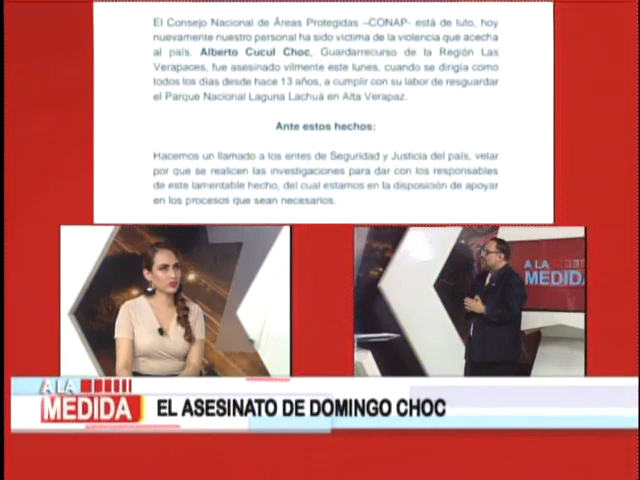 El Consejo Nacional de Áreas Protegidas –CONAP- está de luto, hoy
nuevamente nuestro personal ha sido víctima de la violencia que acecha
al país. Alberto Cucul Choc, Guardarrecurso de la Región Las
Verapaces, fue asesinado vilmente este lunes, cuando se dirigía como
todos los días desde hace 13 años, a cumplir con su labor de resguardar
el Parque Nacional Laguna Lachuá en Alta Verapaz.
Ante estos hechos:
Hacemos un llamado a los entes de Seguridad y Justicia del país, velar
por que se realicen las investigaciones para dar con los responsables
de este lamentable hecho, del cual estamos en la disposición de apoyar
en los procesos que sean necesarios.
A LA
MEDIDA
A LA
MEDIDA
EL ASESINATO DE DOMINGO CHOC